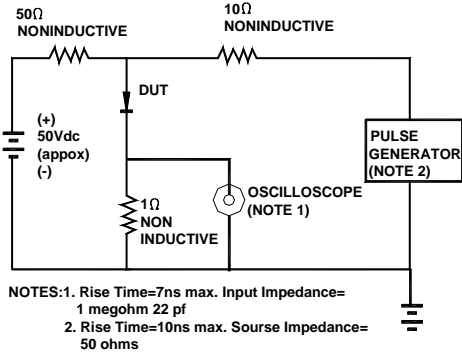 50Ω
NONINDUCTIVE
10Ω
NONINDUCTIVE
DUT
(+)
50Vdc
(appox)
(-)
PULSE
GENERATOR
(NOTE 2)
1Ω
NON
INDUCTIVE
OSCILLOSCOPE
(NOTE 1)
NOTES:1. Rise Time=7ns max. Input Impedance=
1 megohm 22 pf
2. Rise Time=10ns max. Sourse Impedance=
50 ohms